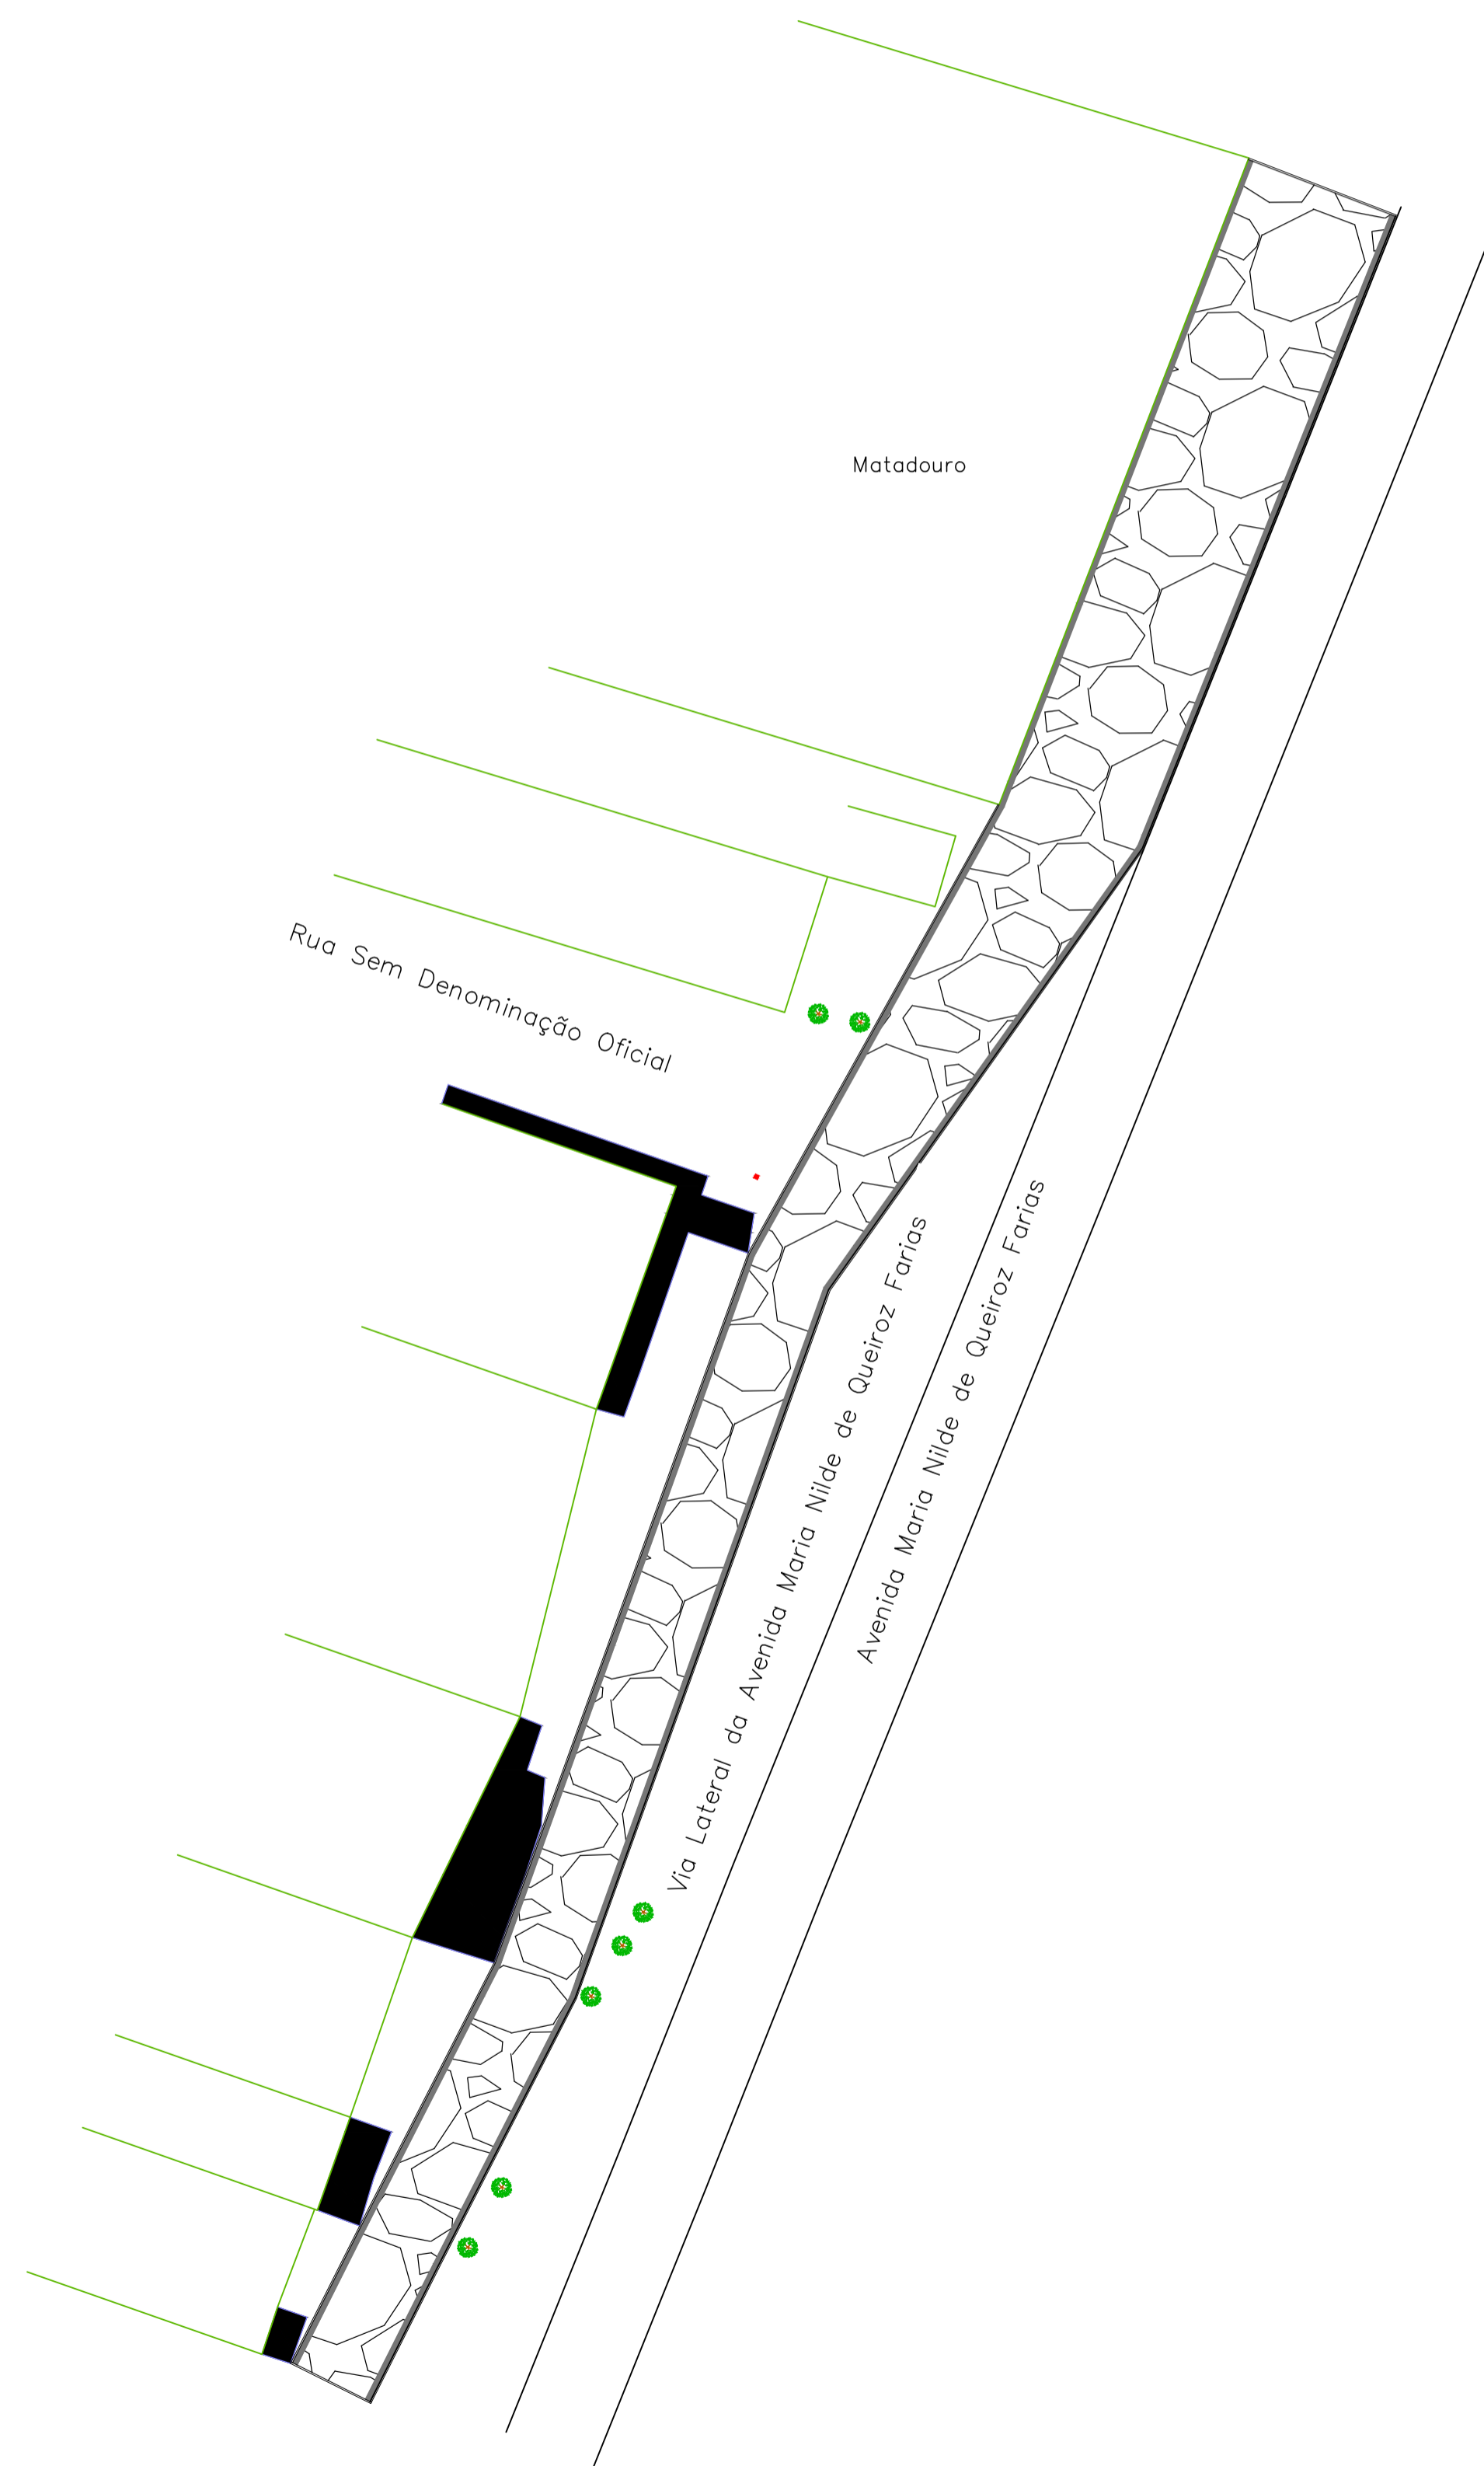 Matadouro
Rua Sem Denominação Oficial
Via Lateral da Avenida Maria Nilde de Queiroz Farias
Avenida Maria Nilde de Queiroz Farias